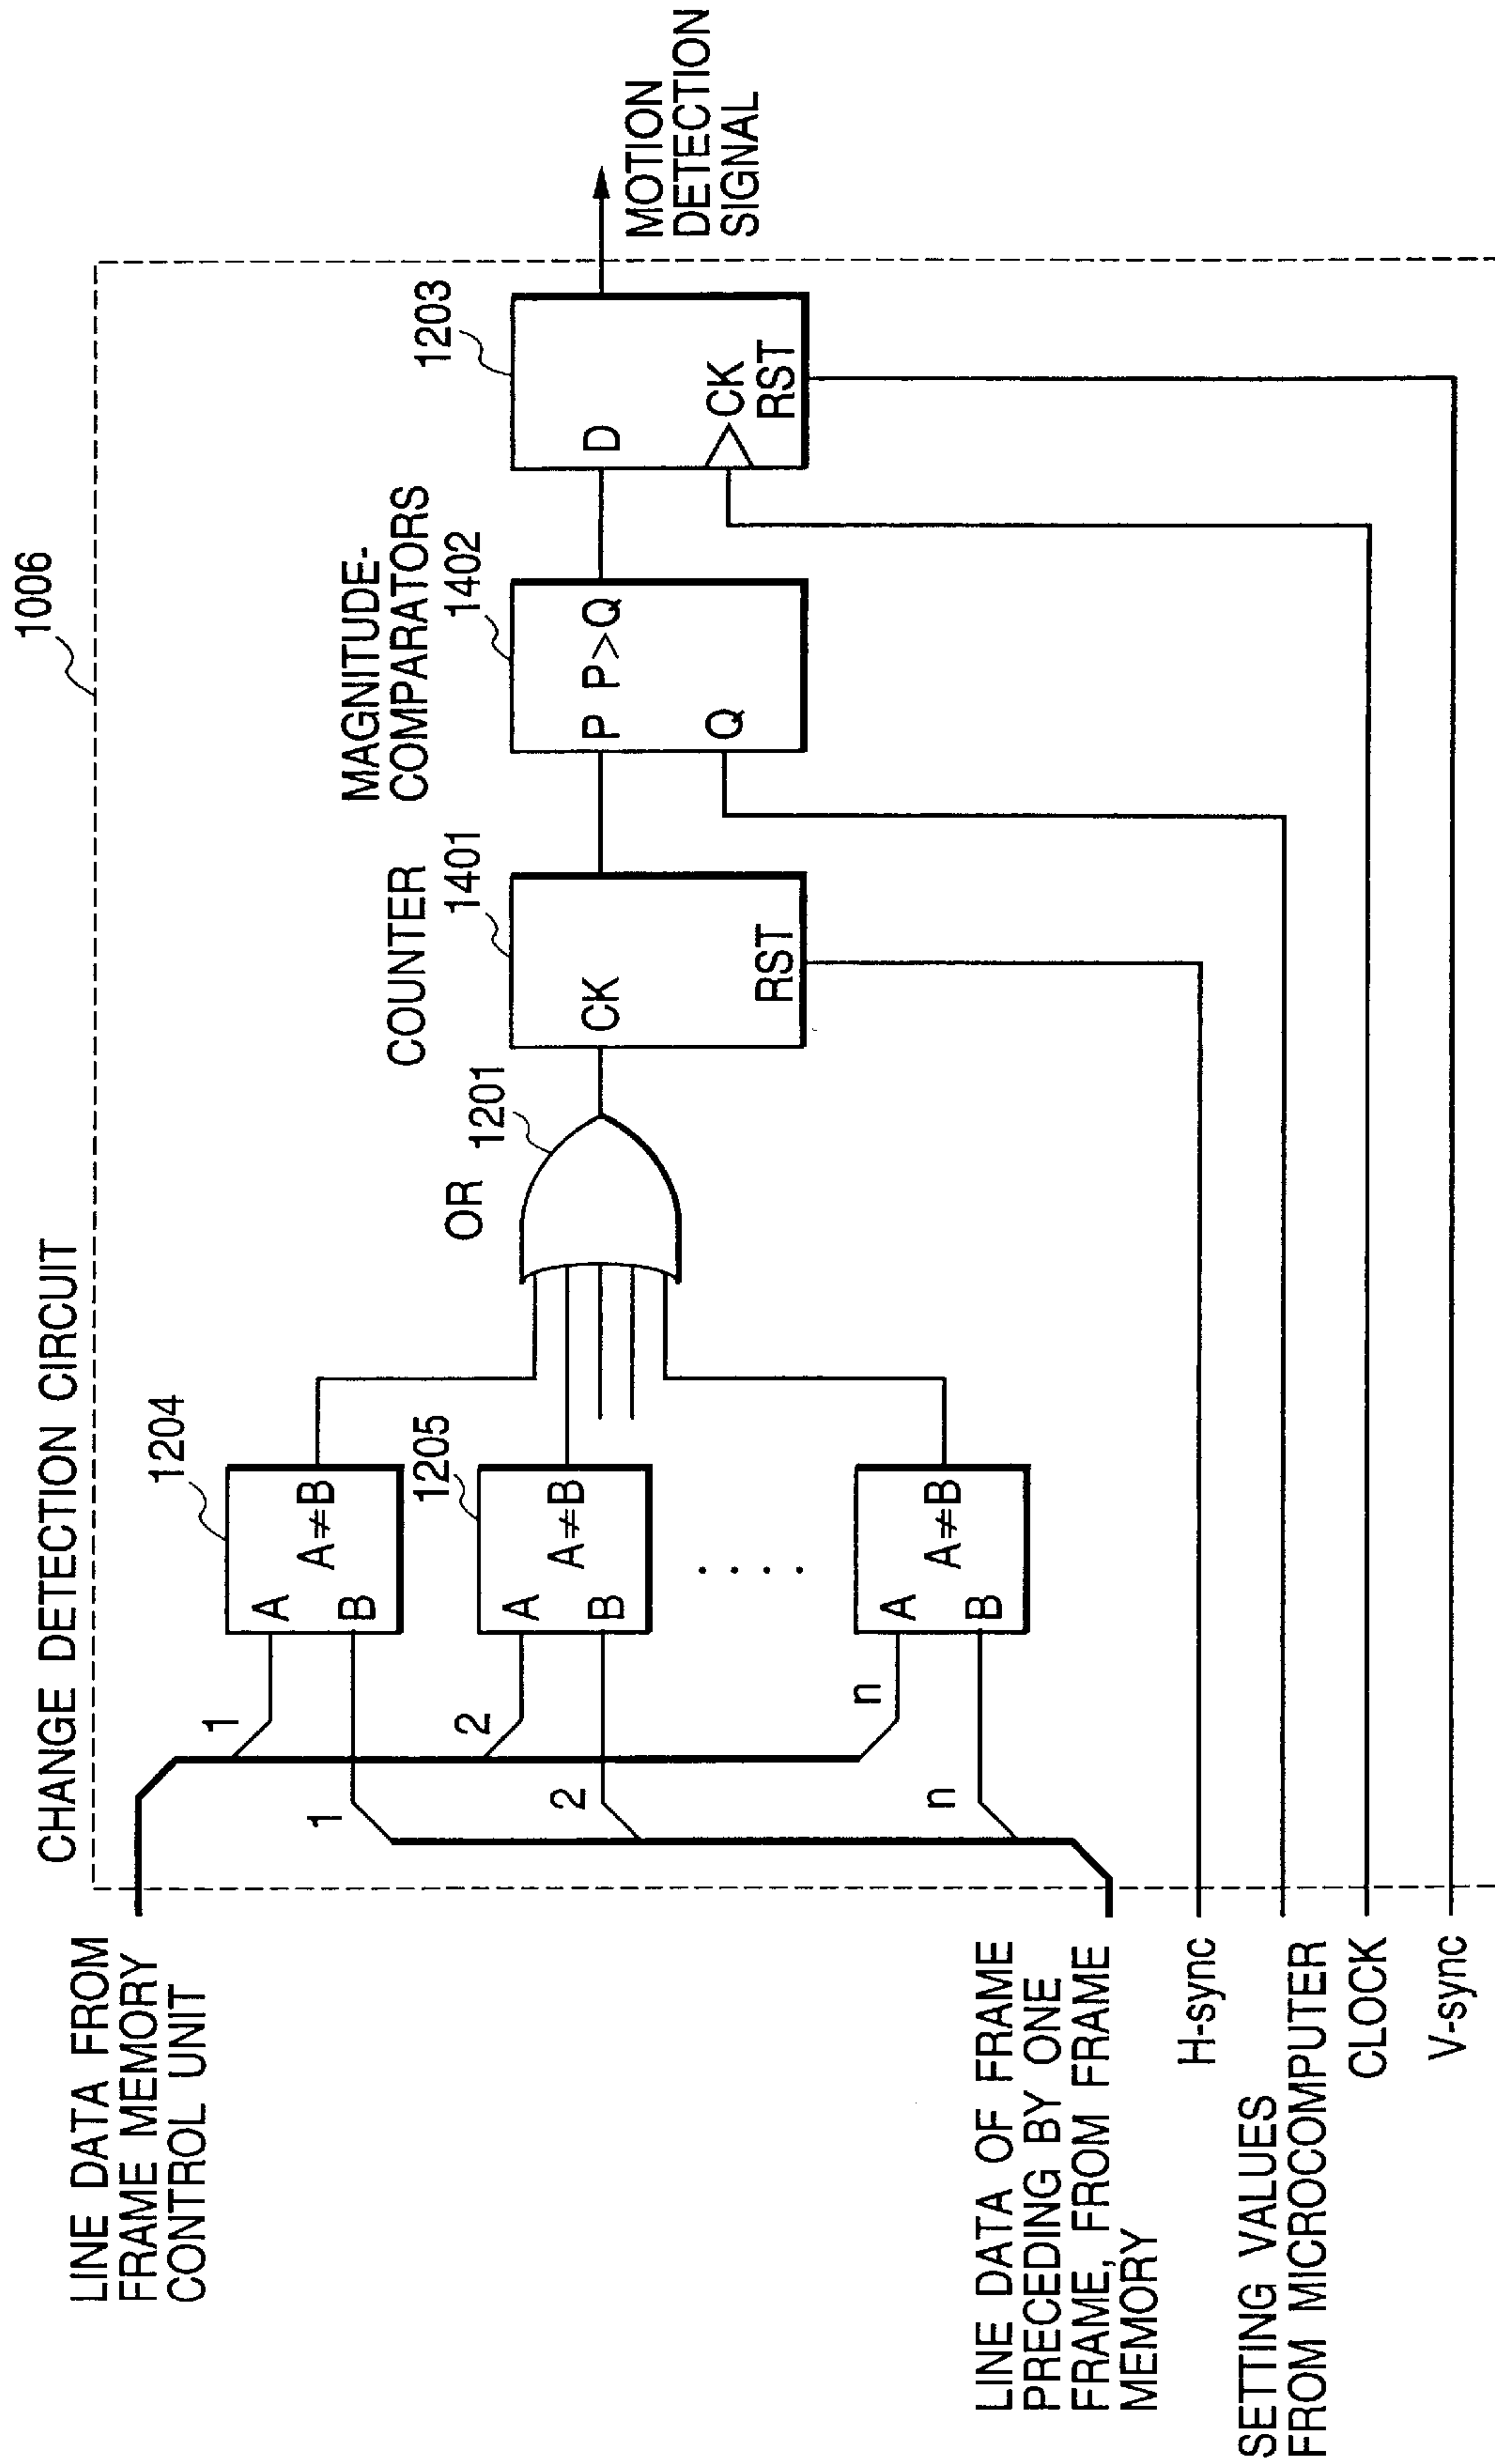 CHANGE DETECTION CIRCUIT
1006
LINE DATA FROM
FRAME MEMORY
CONTROL UNIT
1
2
n
1
2
n
A
B
A≠B
1204
A
B
A≠B
1205
. . . .
A
B
A≠B
OR
1201
COUNTER
1401
CK
RST
MAGNITUDE-
COMPARATORS
1402
P
P>Q
Q
1203
D
CK
RST
MOTION
DETECTION
SIGNAL
LINE DATA OF FRAME
PRECEDING BY ONE
FRAME, FROM FRAME
MEMORY
H-sync
SETTING VALUES
FROM MICROCOMPUTER
CLOCK
V-sync